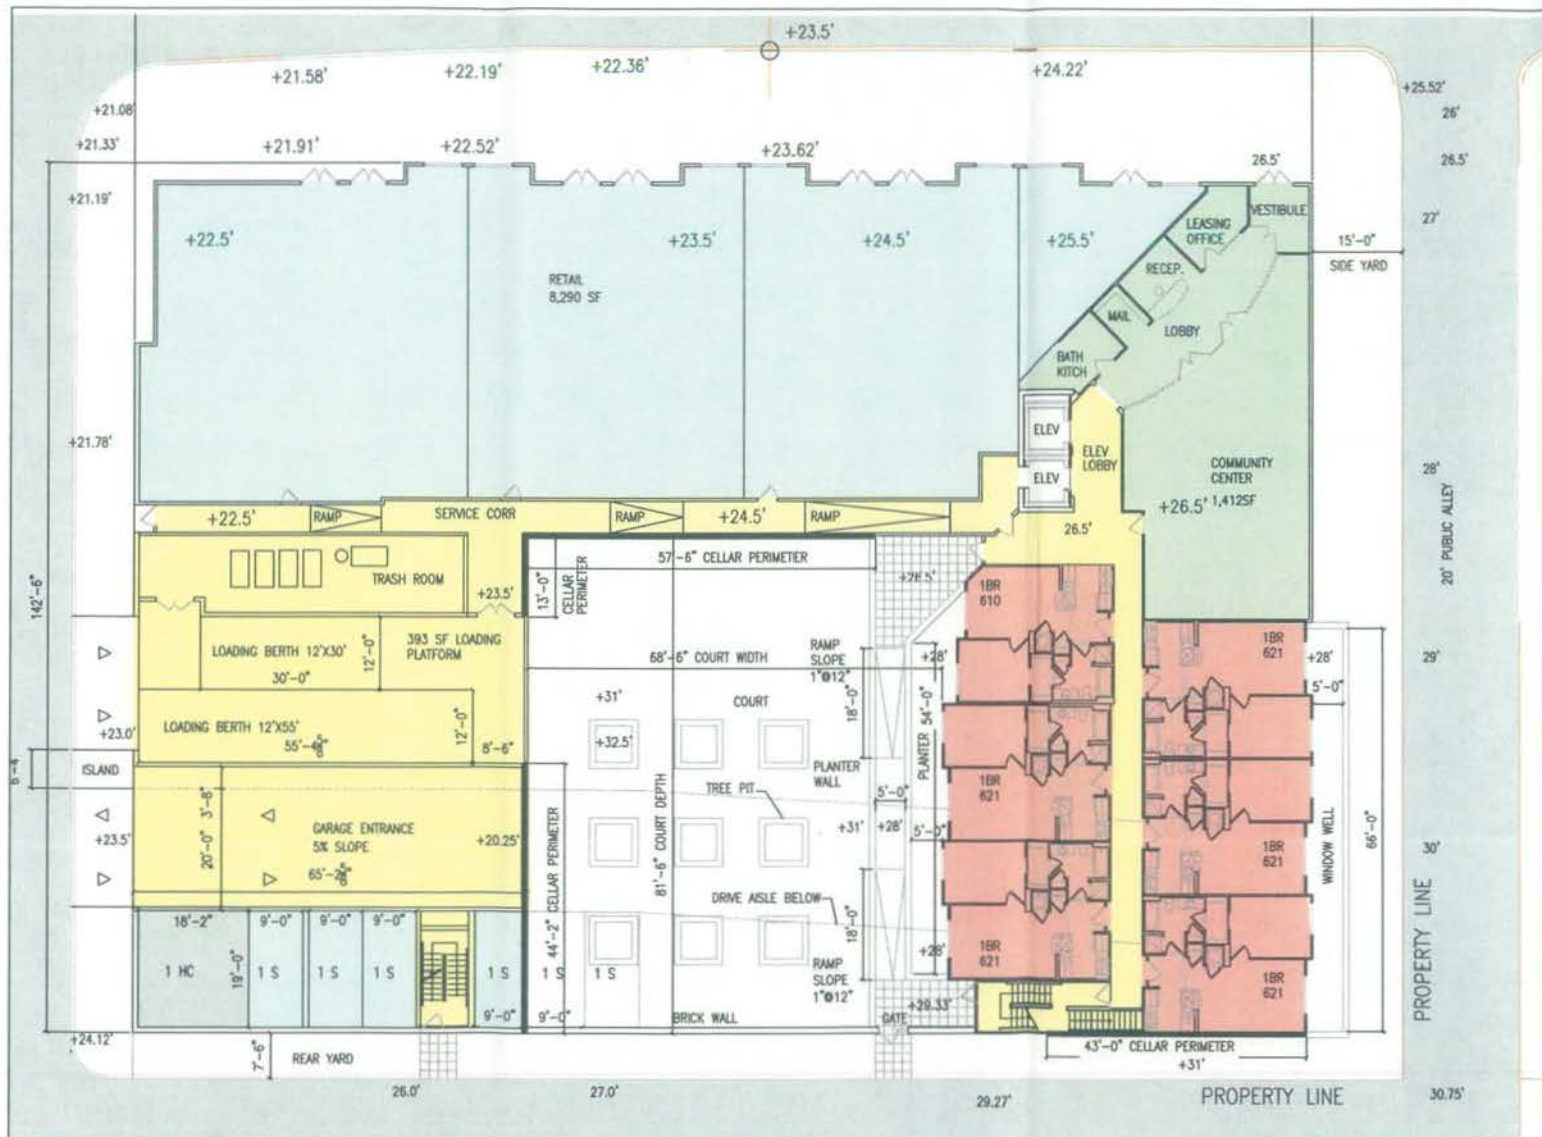 +23.5'
+21.58'
+22.19'
+22.36'
+24.22'
+25.52'
+21.08'
26'
+21.33'
+21.91'
+22.52'
+23.62'
26.5'
26.5'
+21.19'
27'
+22.5'
+23.5'
+24.5'
+25.5'
LEASING
OFFICE
VESTIBULE
15'-0"
SIDE YARD
RETAIL
8,290 SF
RECEP.
MAIL
LOBBY
BATH
KITCH
+21.78'
ELEV
ELEV
ELEV
LOBBY
COMMUNITY
CENTER
+26.5'
1,412SF
28'
20' PUBLIC ALLEY
+22.5'
RAMP
SERVICE CORR
RAMP
+24.5'
RAMP
26.5'
142'-6"
TRASH ROOM
+23.5'
13'-0"
CELLAR
PERIMETER
57'-6" CELLAR PERIMETER
1BR
610
LOADING BERTH 12'X30'
30'-0"
12'-0"
393 SF LOADING
PLATFORM
68'-6" COURT WIDTH
RAMP
SLOPE
1"@12"
18'-0"
+28'
PLANTER 54'-0"
1BR
621
+28'
5'-0"
29'
+31'
COURT
+32.5'
LOADING BERTH 12'X55'
12'-0"
8'-6"
+23.0'
ISLAND
PLANTER
WALL
5'-0"
TREE PIT
81'-6" COURT DEPTH
44'-2" CELLAR PERIMETER
1BR
621
GARAGE ENTRANCE
5% SLOPE
20'-0"
3'-8"
+20.25'
+23.5'
+31'
+28'
5'-0"
1BR
621
WINDOW WELL
66'-0"
30'
DRIVE AISLE BELOW
18'-0"
RAMP
SLOPE
1"@12"
+28'
1BR
621
1BR
621
18'-2"
9'-0"
9'-0"
9'-0"
19'-0"
1 HC
1 S
1 S
1 S
1 S
1 S
1 S
9'-0"
9'-0"
BRICK WALL
GATE
+29.33'
PROPERTY LINE
+24.12'
7'-6"
REAR YARD
43'-0" CELLAR PERIMETER
+31'
26.0'
27.0'
29.27'
PROPERTY LINE
30.75'